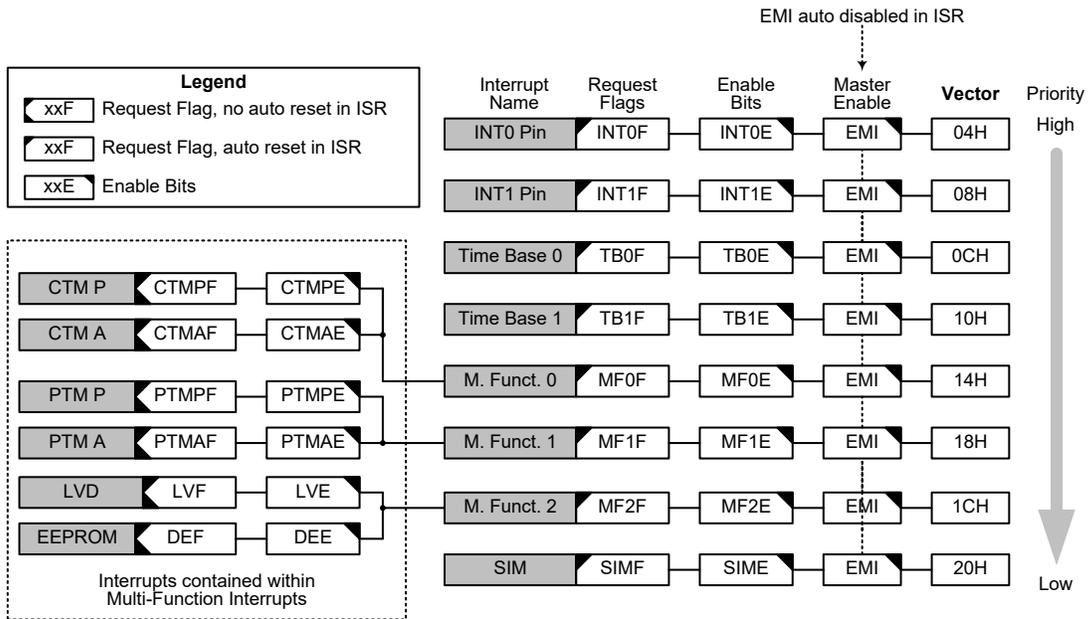 EMI auto disabled in ISR
Legend
xxF Request Flag, no auto reset in ISR
xxF Request Flag, auto reset in ISR
xxE Enable Bits
Interrupt Name Request Flags Enable Bits Master Enable Vector Priority
High
INT0 Pin INT0F INT0E EMI 04H
INT1 Pin INT1F INT1E EMI 08H
Time Base 0 TB0F TB0E EMI 0CH
Time Base 1 TB1F TB1E EMI 10H
M. Funct. 0 MF0F MF0E EMI 14H
M. Funct. 1 MF1F MF1E EMI 18H
M. Funct. 2 MF2F MF2E EMI 1CH
SIM SIMF SIME EMI 20H
Low
CTM P CTMPF CTMPE
CTM A CTMAF CTMAE
PTM P PTMPF PTMPE
PTM A PTMAF PTMAE
LVD LVF LVE
EEPROM DEF DEE
Interrupts contained within
Multi-Function Interrupts